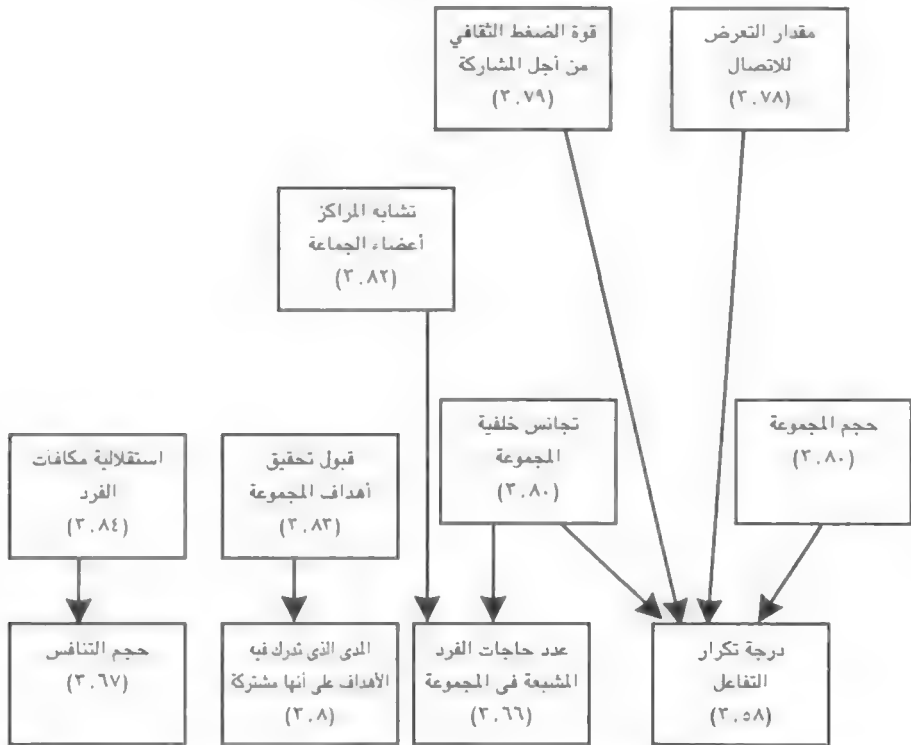 قوة الضغط الثقافي
من أجل المشاركة
(٣.٧٩)
مقدار التعرض
للاتصال
(٣.٧٨)
تشابه المراكز
أعضاء الجماعة
(٣.٨٢)
تجانس خلفية
المجموعة
(٣.٨٠)
حجم المجموعة
(٣.٨٠)
استقلالية مكافات
الفرد
(٣.٨٤)
قبول تحقيق
أهداف المجموعة
(٣.٨٣)
حجم التنافس
(٣.٦٧)
المدى الذى تدرك فيه
الأهداف على أنها مشتركة
(٣.٨)
عدد حاجات الفرد
المشبعة فى المجموعة
(٣.٦٦)
درجة تكرار
التفاعل
(٣.٥٨)